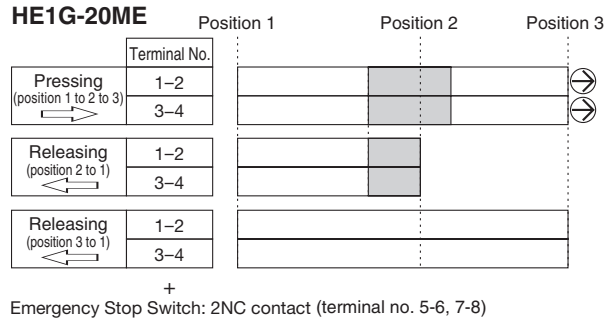 HE1G-20ME
Position 1 Position 2 Position 3
Terminal No.
Pressing
(position 1 to 2 to 3)
1–2
3–4
Releasing
(position 2 to 1)
1–2
3–4
Releasing
(position 3 to 1)
1–2
3–4
+
Emergency Stop Switch: 2NC contact (terminal no. 5-6, 7-8)